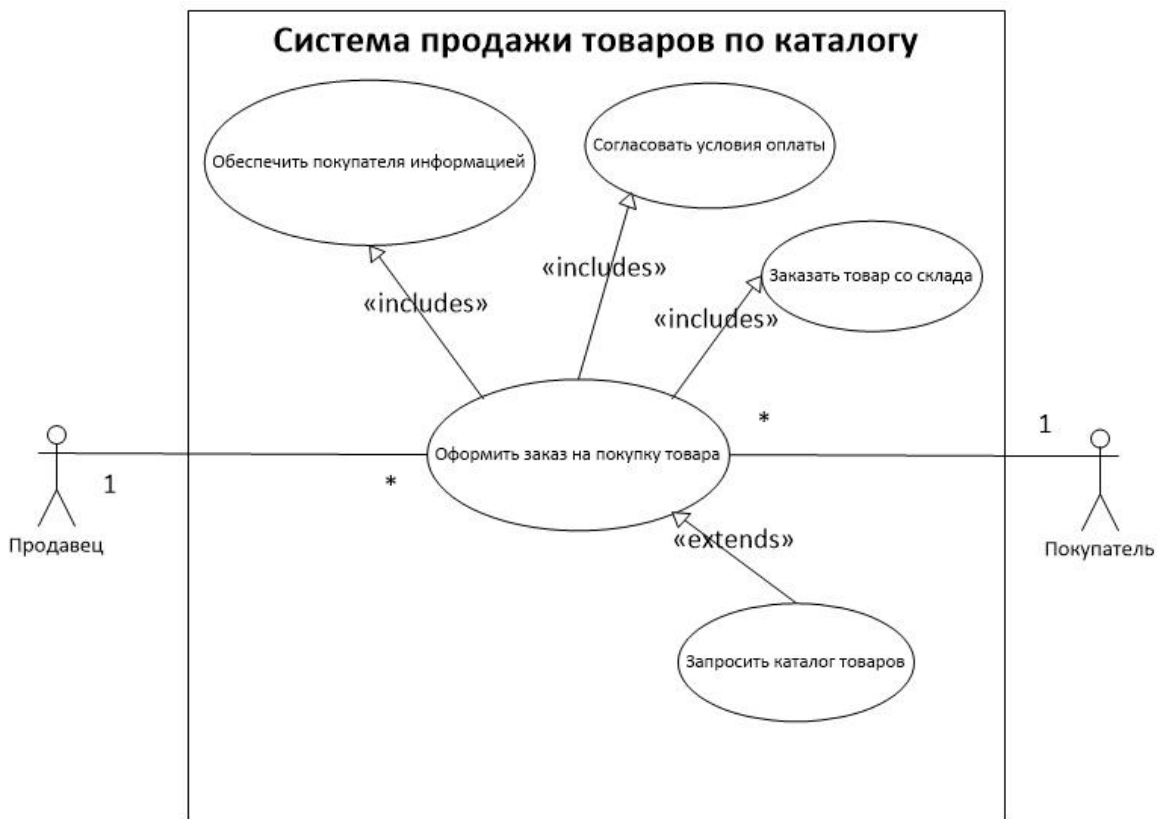 Система продажи товаров по каталогу
Обеспечить покупателя информацией
Согласовать условия оплаты
Заказать товар со склада
«includes»
«includes»
«includes»
Оформить заказ на покупку товара
*
1
1
*
Продавец
Покупатель
«extends»
Запросить каталог товаров